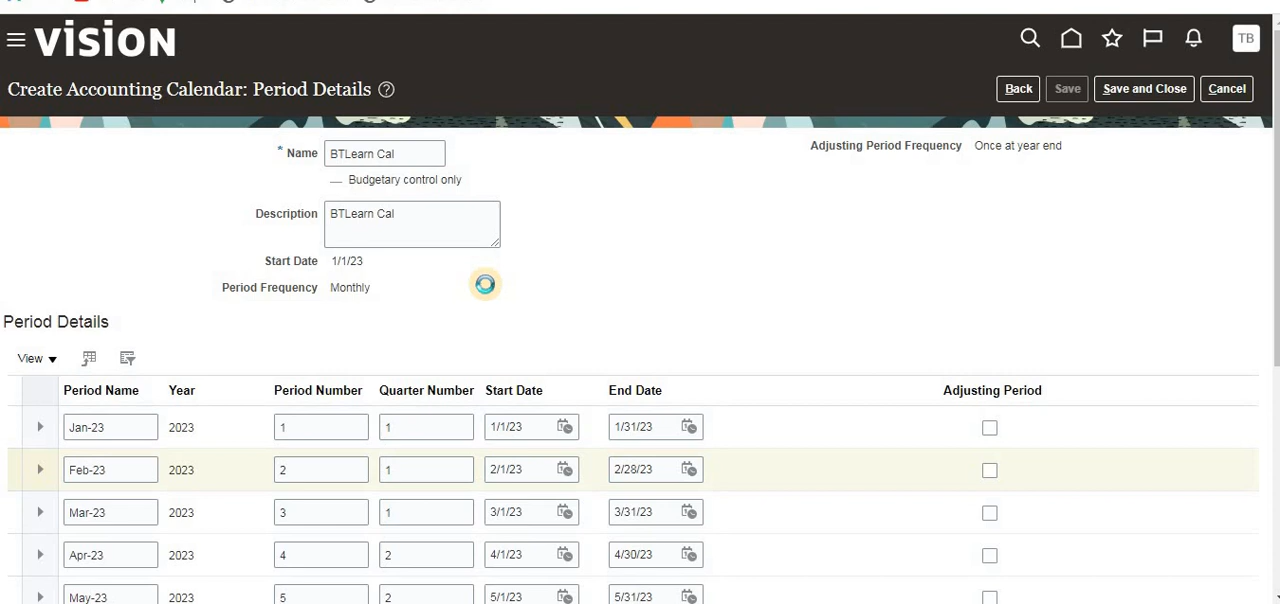 VISION
TB
Create Accounting Calendar: Period Details ?
Back Save Save and Close Cancel
* Name BTLearn Cal
Adjusting Period Frequency Once at year end
Budgetary control only
Description BTLearn Cal
Start Date 1/1/23
Period Frequency Monthly
Period Details
View
Period Name Year Period Number Quarter Number Start Date End Date Adjusting Period
Jan-23 2023 1 1 1/1/23 1/31/23
Feb-23 2023 2 1 2/1/23 2/28/23
Mar-23 2023 3 1 3/1/23 3/31/23
Apr-23 2023 4 2 4/1/23 4/30/23
May-23 2023 5 2 5/1/23 5/31/23